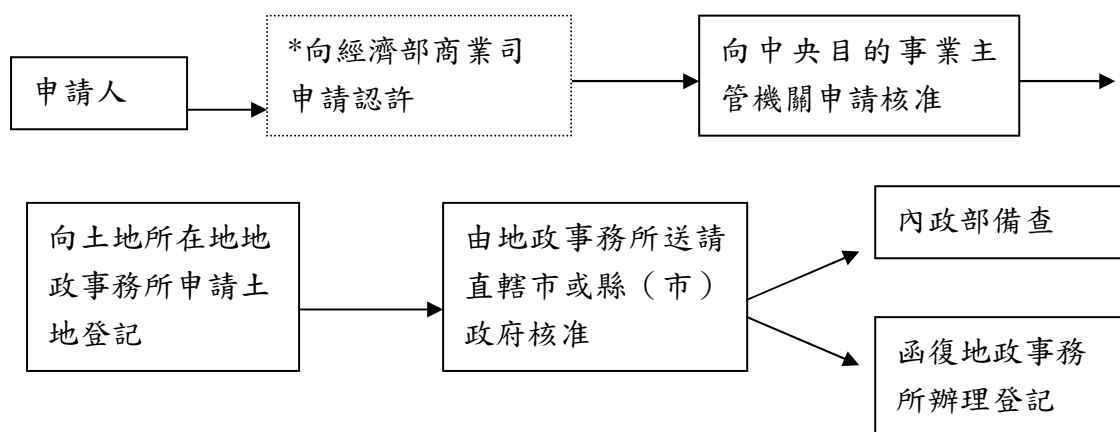 申請人
*向經濟部商業司
申請認許
向中央目的事業主
管機關申請核准
向土地所在地地
政事務所申請土
地登記
由地政事務所送請
直轄市或縣（市）
政府核准
內政部備查
函復地政事務
所辦理登記